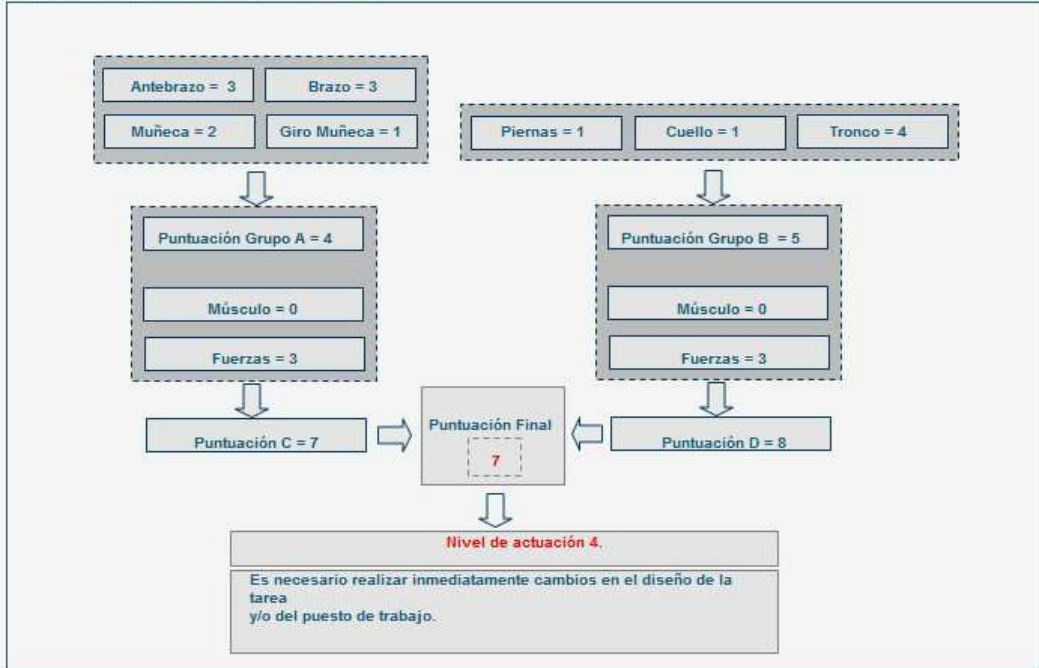 Antebrazo = 3
Brazo = 3
Muñeca = 2
Giro Muñeca = 1
Piernas = 1
Cuello = 1
Tronco = 4
Puntuación Grupo A = 4
Músculo = 0
Fuerzas = 3
Puntuación Grupo B = 5
Músculo = 0
Fuerzas = 3
Puntuación C = 7
Puntuación Final
7
Puntuación D = 8
Nivel de actuación 4.
Es necesario realizar inmediatamente cambios en el diseño de la
tarea
y/o del puesto de trabajo.